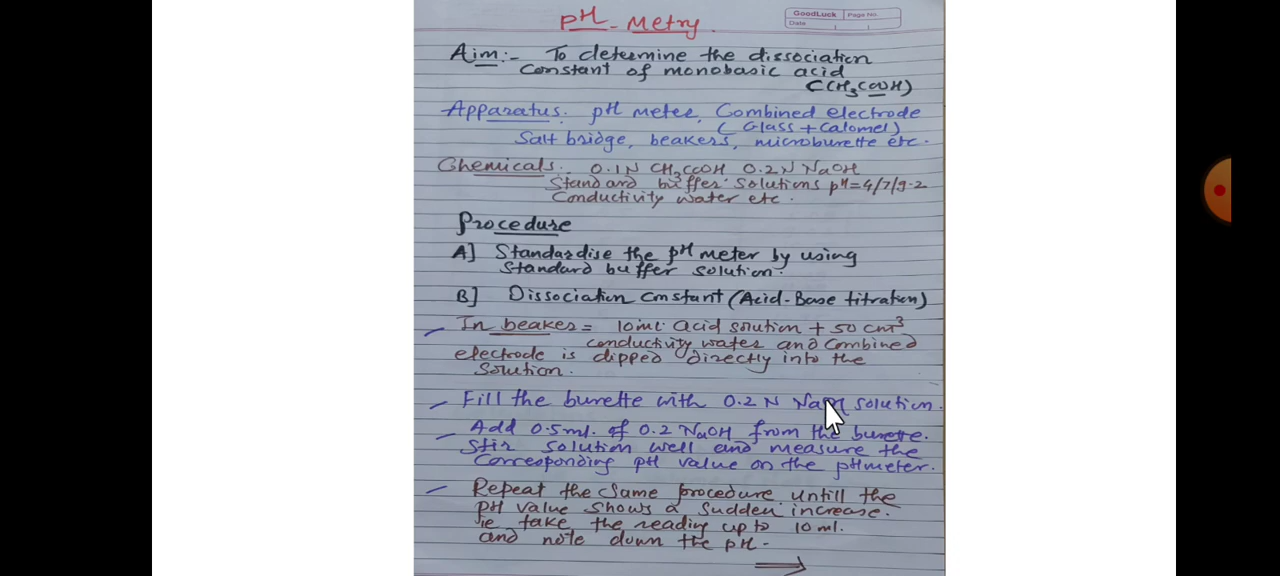 pH-Metry
GoodLuck Page No.
Date
Aim:- To determine the dissociation
Constant of monobasic acid
C(CH3COOH)
Apparatus. pH meter, Combined electrode
(Glass + Calomel)
Salt bridge, beakers, microburette etc.
Chemicals. 0.1N CH3COOH 0.2N NaOH
Standard buffer solutions pH=4/7/9.2
Conductivity water etc.
Procedure
A] Standardise the pH meter by using
Standard buffer solution.
B] Dissociation Constant (Acid-Base titration)
- In beaker = 10ml. acid solution + 50 cm3
conductivity water and combined
electrode is dipped directly into the
Solution.
- Fill the burette with 0.2 N NaOH solution.
- Add 0.5ml. of 0.2 NaOH from the burette.
Stir solution well and measure the
Corresponding pH value on the pHmeter.
- Repeat the same procedure untill the
pH value shows a sudden increase.
ie take the reading up to 10 ml.
and note down the pH.
→